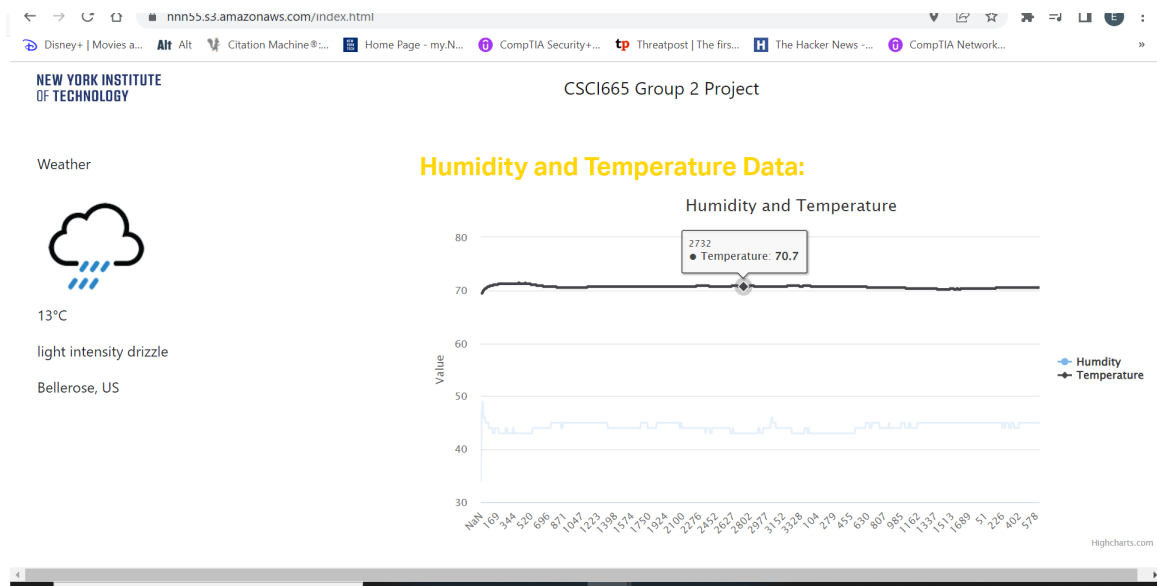 nnn55.s3.amazonaws.com/index.html
E
Disney+ | Movies a...
Alt Alt
Citation Machine®:...
Home Page - my.N...
CompTIA Security+...
tp Threatpost | The firs...
H The Hacker News -...
CompTIA Network...
»
NEW YORK INSTITUTE
OF TECHNOLOGY
CSCI665 Group 2 Project
Weather
13°C
light intensity drizzle
Bellerose, US
Humidity and Temperature Data:
Humidity and Temperature
2732
Temperature: 70.7
80
70
60
50
40
30
Value
NaN 169 344 520 696 871 1047 1223 1398 1574 1750 1924 2100 2276 2452 2627 2802 2977 3152 3328 104 279 455 630 807 985 1162 1337 1513 1689 51 226 402 578
Humdity
Temperature
Highcharts.com